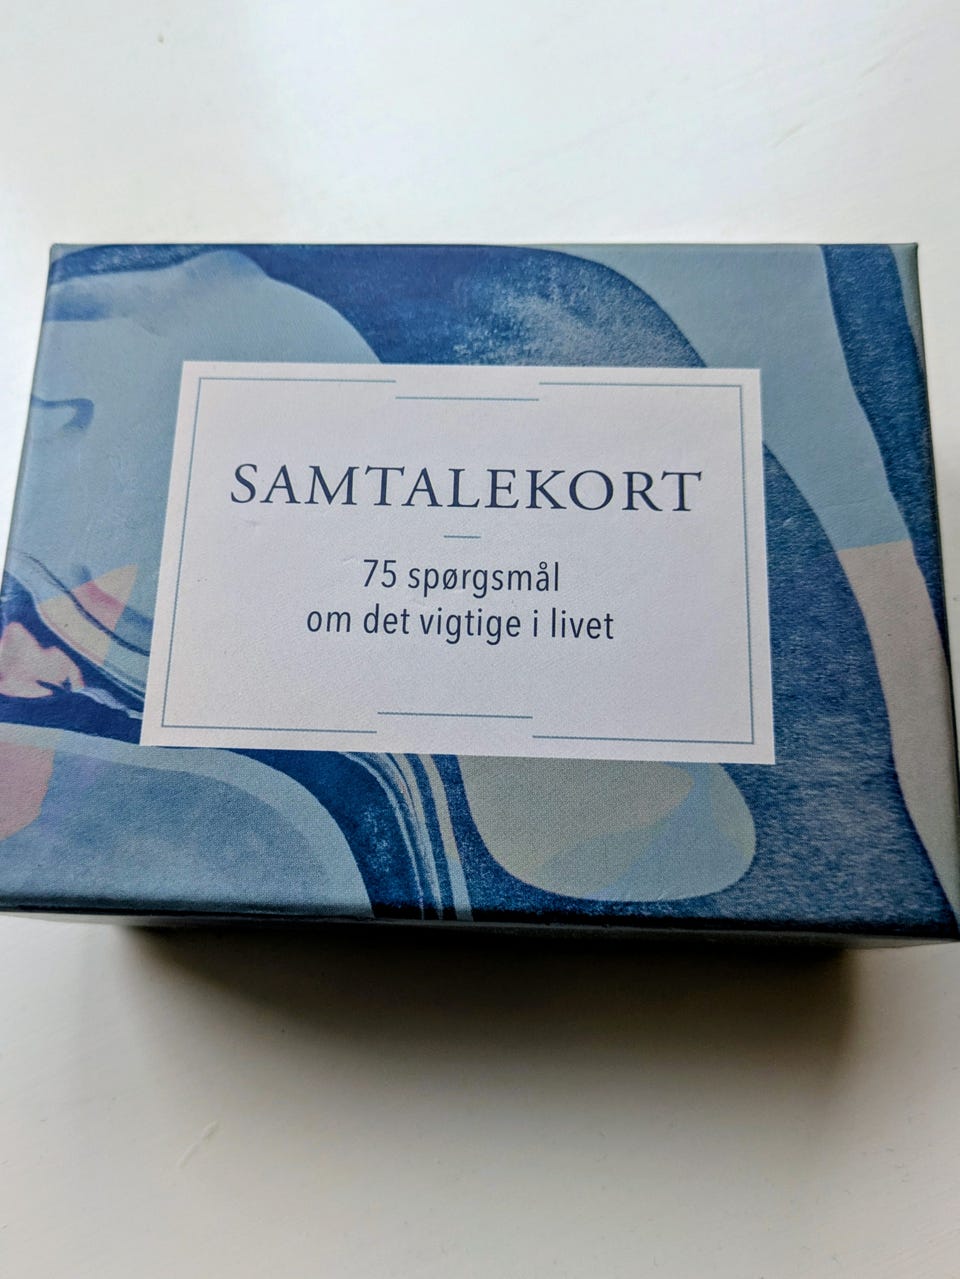 SAMTALEKORT
75 spørgsmål
om det vigtige i livet